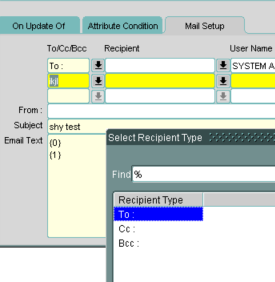 On Update Of Attribute Condition Mail Setup
To/Cc/Bcc Recipient User Name
To : SYSTEM A
From :
Subject shy test
Email Text {0}
{1}
Select Recipient Type
Find %
Recipient Type
To :
Cc :
Bcc :